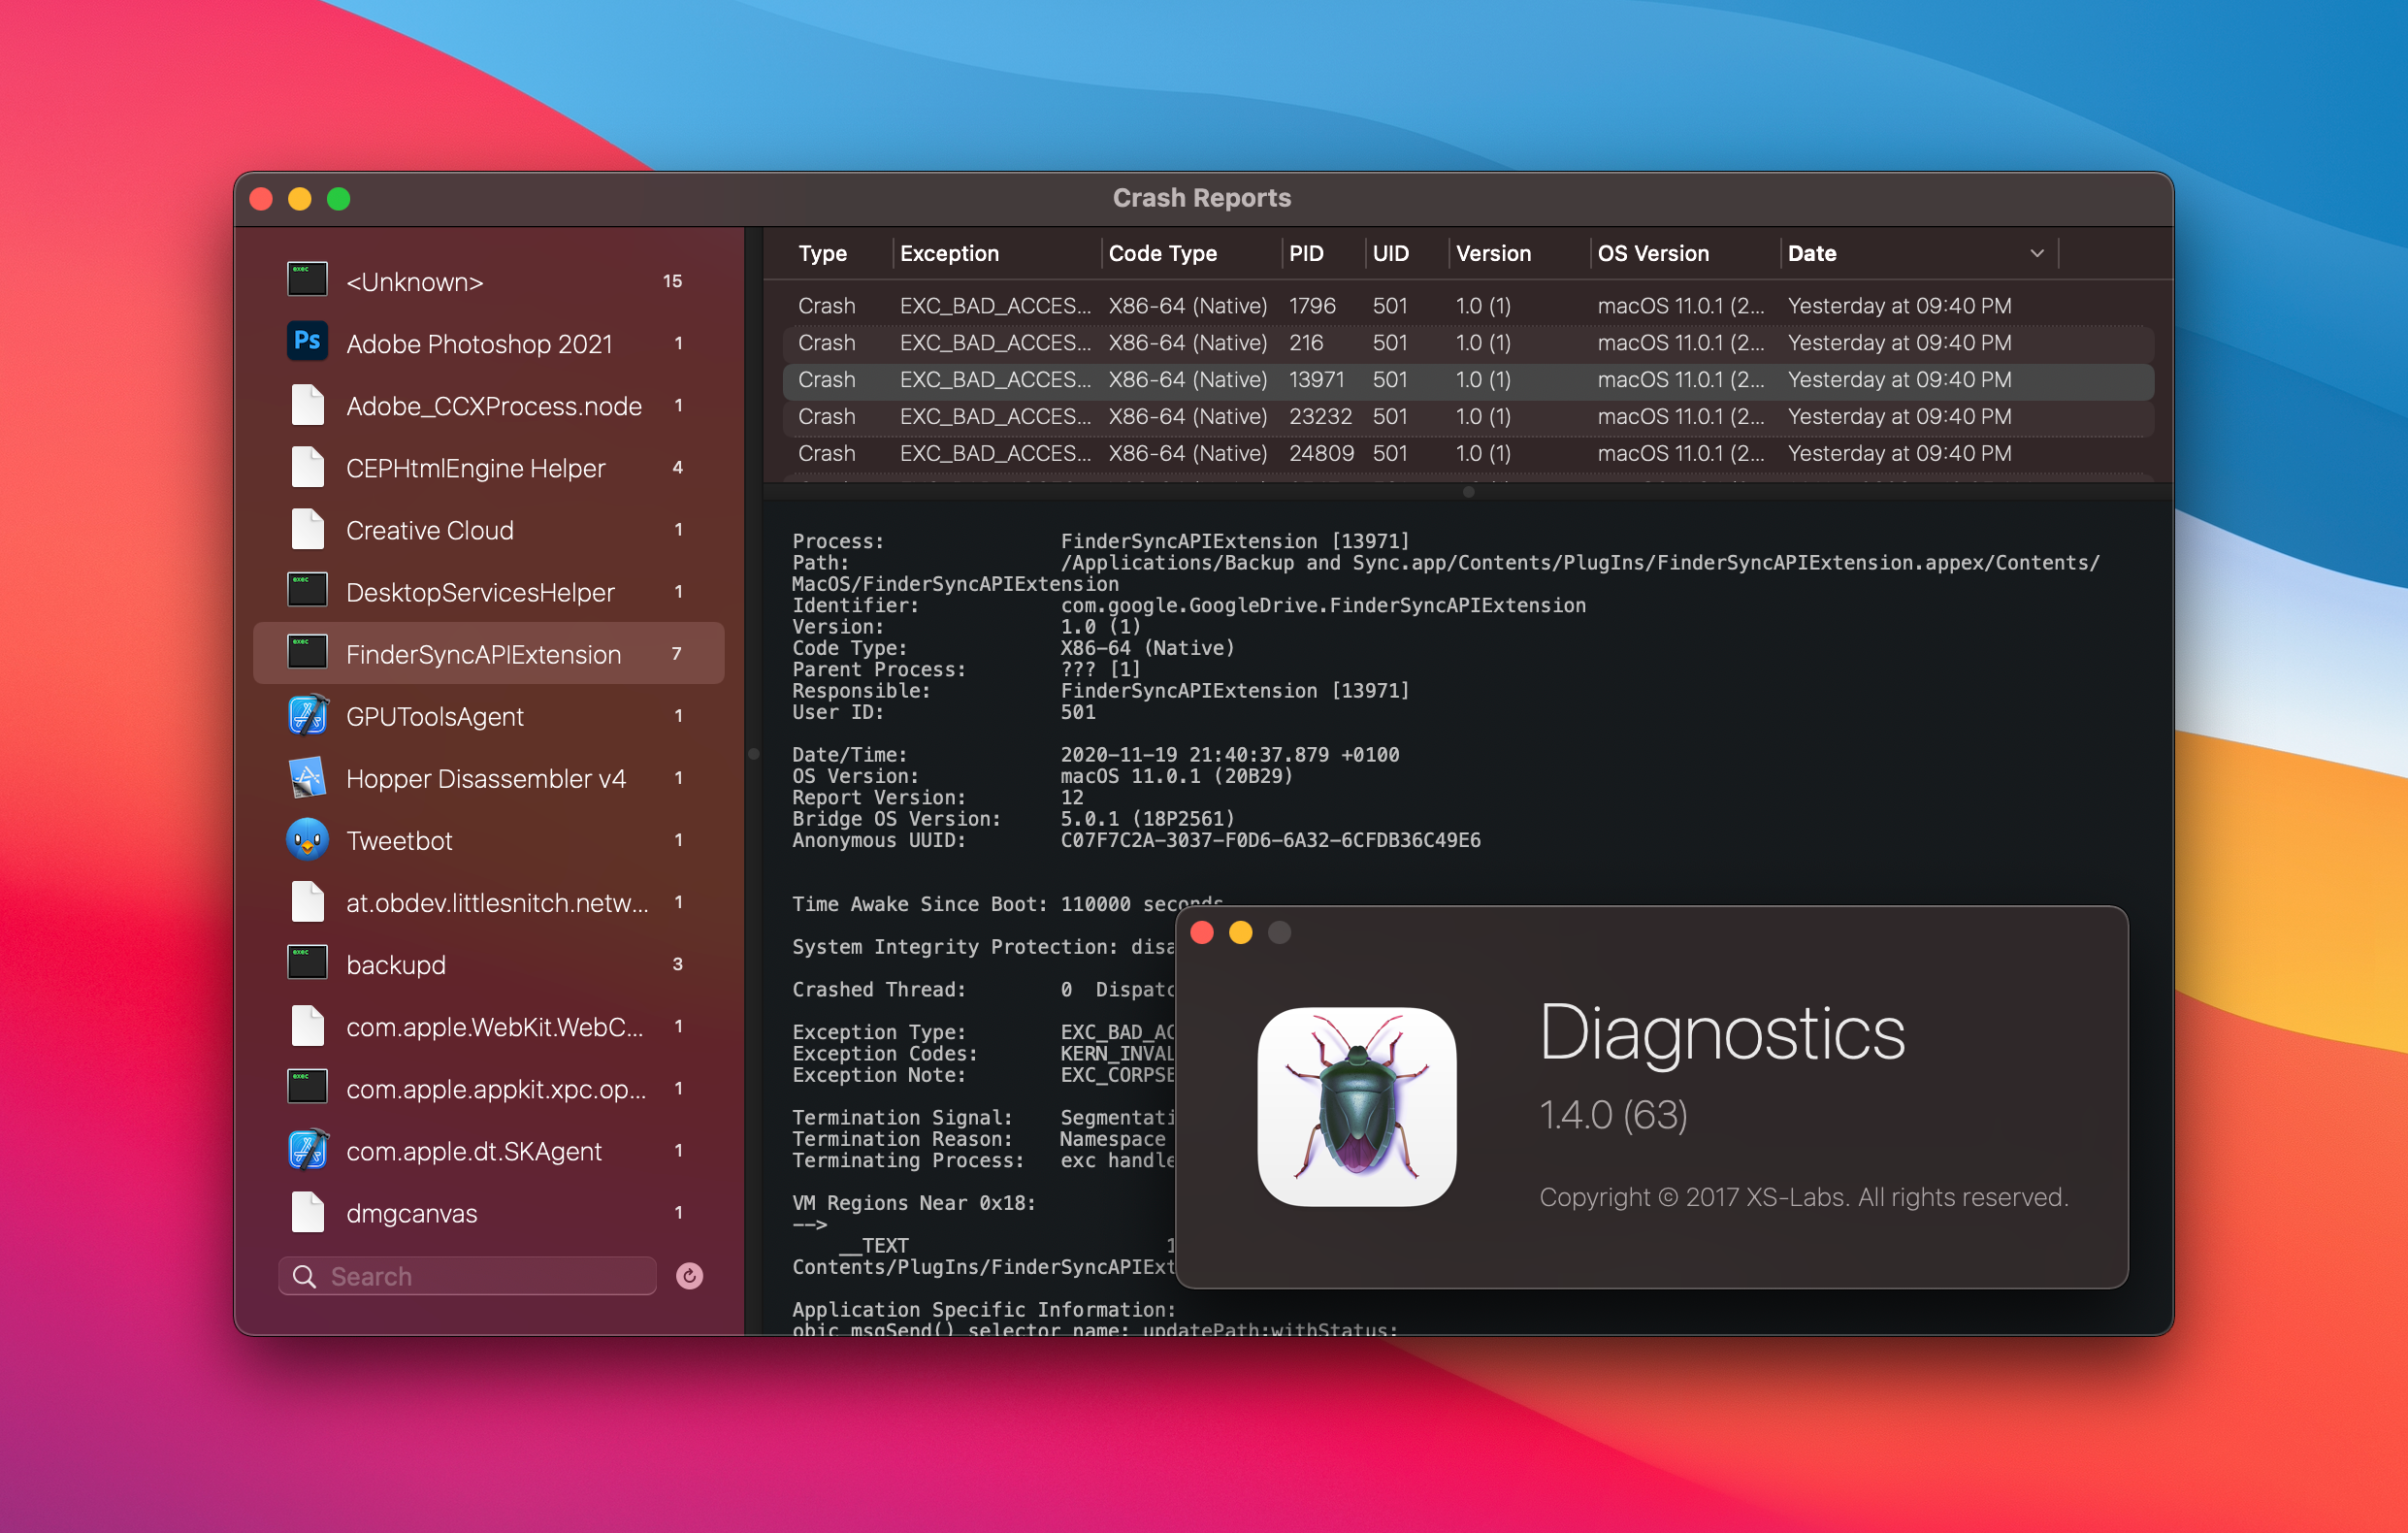 Crash Reports
<Unknown> 15
Adobe Photoshop 2021 1
Adobe_CCXProcess.node 1
CEPHtmlEngine Helper 4
Creative Cloud 1
DesktopServicesHelper 1
FinderSyncAPIExtension 7
GPUToolsAgent 1
Hopper Disassembler v4 1
Tweetbot 1
at.obdev.littlesnitch.netw... 1
backupd 3
com.apple.WebKit.WebC... 1
com.apple.appkit.xpc.op... 1
com.apple.dt.SKAgent 1
dmgcanvas 1
Search
Type Exception Code Type PID UID Version OS Version Date
Crash EXC_BAD_ACCES... X86-64 (Native) 1796 501 1.0 (1) macOS 11.0.1 (2... Yesterday at 09:40 PM
Crash EXC_BAD_ACCES... X86-64 (Native) 216 501 1.0 (1) macOS 11.0.1 (2... Yesterday at 09:40 PM
Crash EXC_BAD_ACCES... X86-64 (Native) 13971 501 1.0 (1) macOS 11.0.1 (2... Yesterday at 09:40 PM
Crash EXC_BAD_ACCES... X86-64 (Native) 23232 501 1.0 (1) macOS 11.0.1 (2... Yesterday at 09:40 PM
Crash EXC_BAD_ACCES... X86-64 (Native) 24809 501 1.0 (1) macOS 11.0.1 (2... Yesterday at 09:40 PM
Process: FinderSyncAPIExtension [13971]
Path: /Applications/Backup and Sync.app/Contents/PlugIns/FinderSyncAPIExtension.appex/Contents/
MacOS/FinderSyncAPIExtension
Identifier: com.google.GoogleDrive.FinderSyncAPIExtension
Version: 1.0 (1)
Code Type: X86-64 (Native)
Parent Process: ??? [1]
Responsible: FinderSyncAPIExtension [13971]
User ID: 501
Date/Time: 2020-11-19 21:40:37.879 +0100
OS Version: macOS 11.0.1 (20B29)
Report Version: 12
Bridge OS Version: 5.0.1 (18P2561)
Anonymous UUID: C07F7C2A-3037-F0D6-6A32-6CFDB36C49E6
Time Awake Since Boot: 110000 seconds
System Integrity Protection: disa
Crashed Thread: 0 Dispatc
Exception Type: EXC_BAD_AC
Exception Codes: KERN_INVAL
Exception Note: EXC_CORPSE
Termination Signal: Segmentati
Termination Reason: Namespace
Terminating Process: exc handle
VM Regions Near 0x18:
-->
__TEXT 1
Contents/PlugIns/FinderSyncAPIExt
Application Specific Information:
objc_msgSend() selector name: updatePath:withStatus:
Diagnostics
1.4.0 (63)
Copyright © 2017 XS-Labs. All rights reserved.